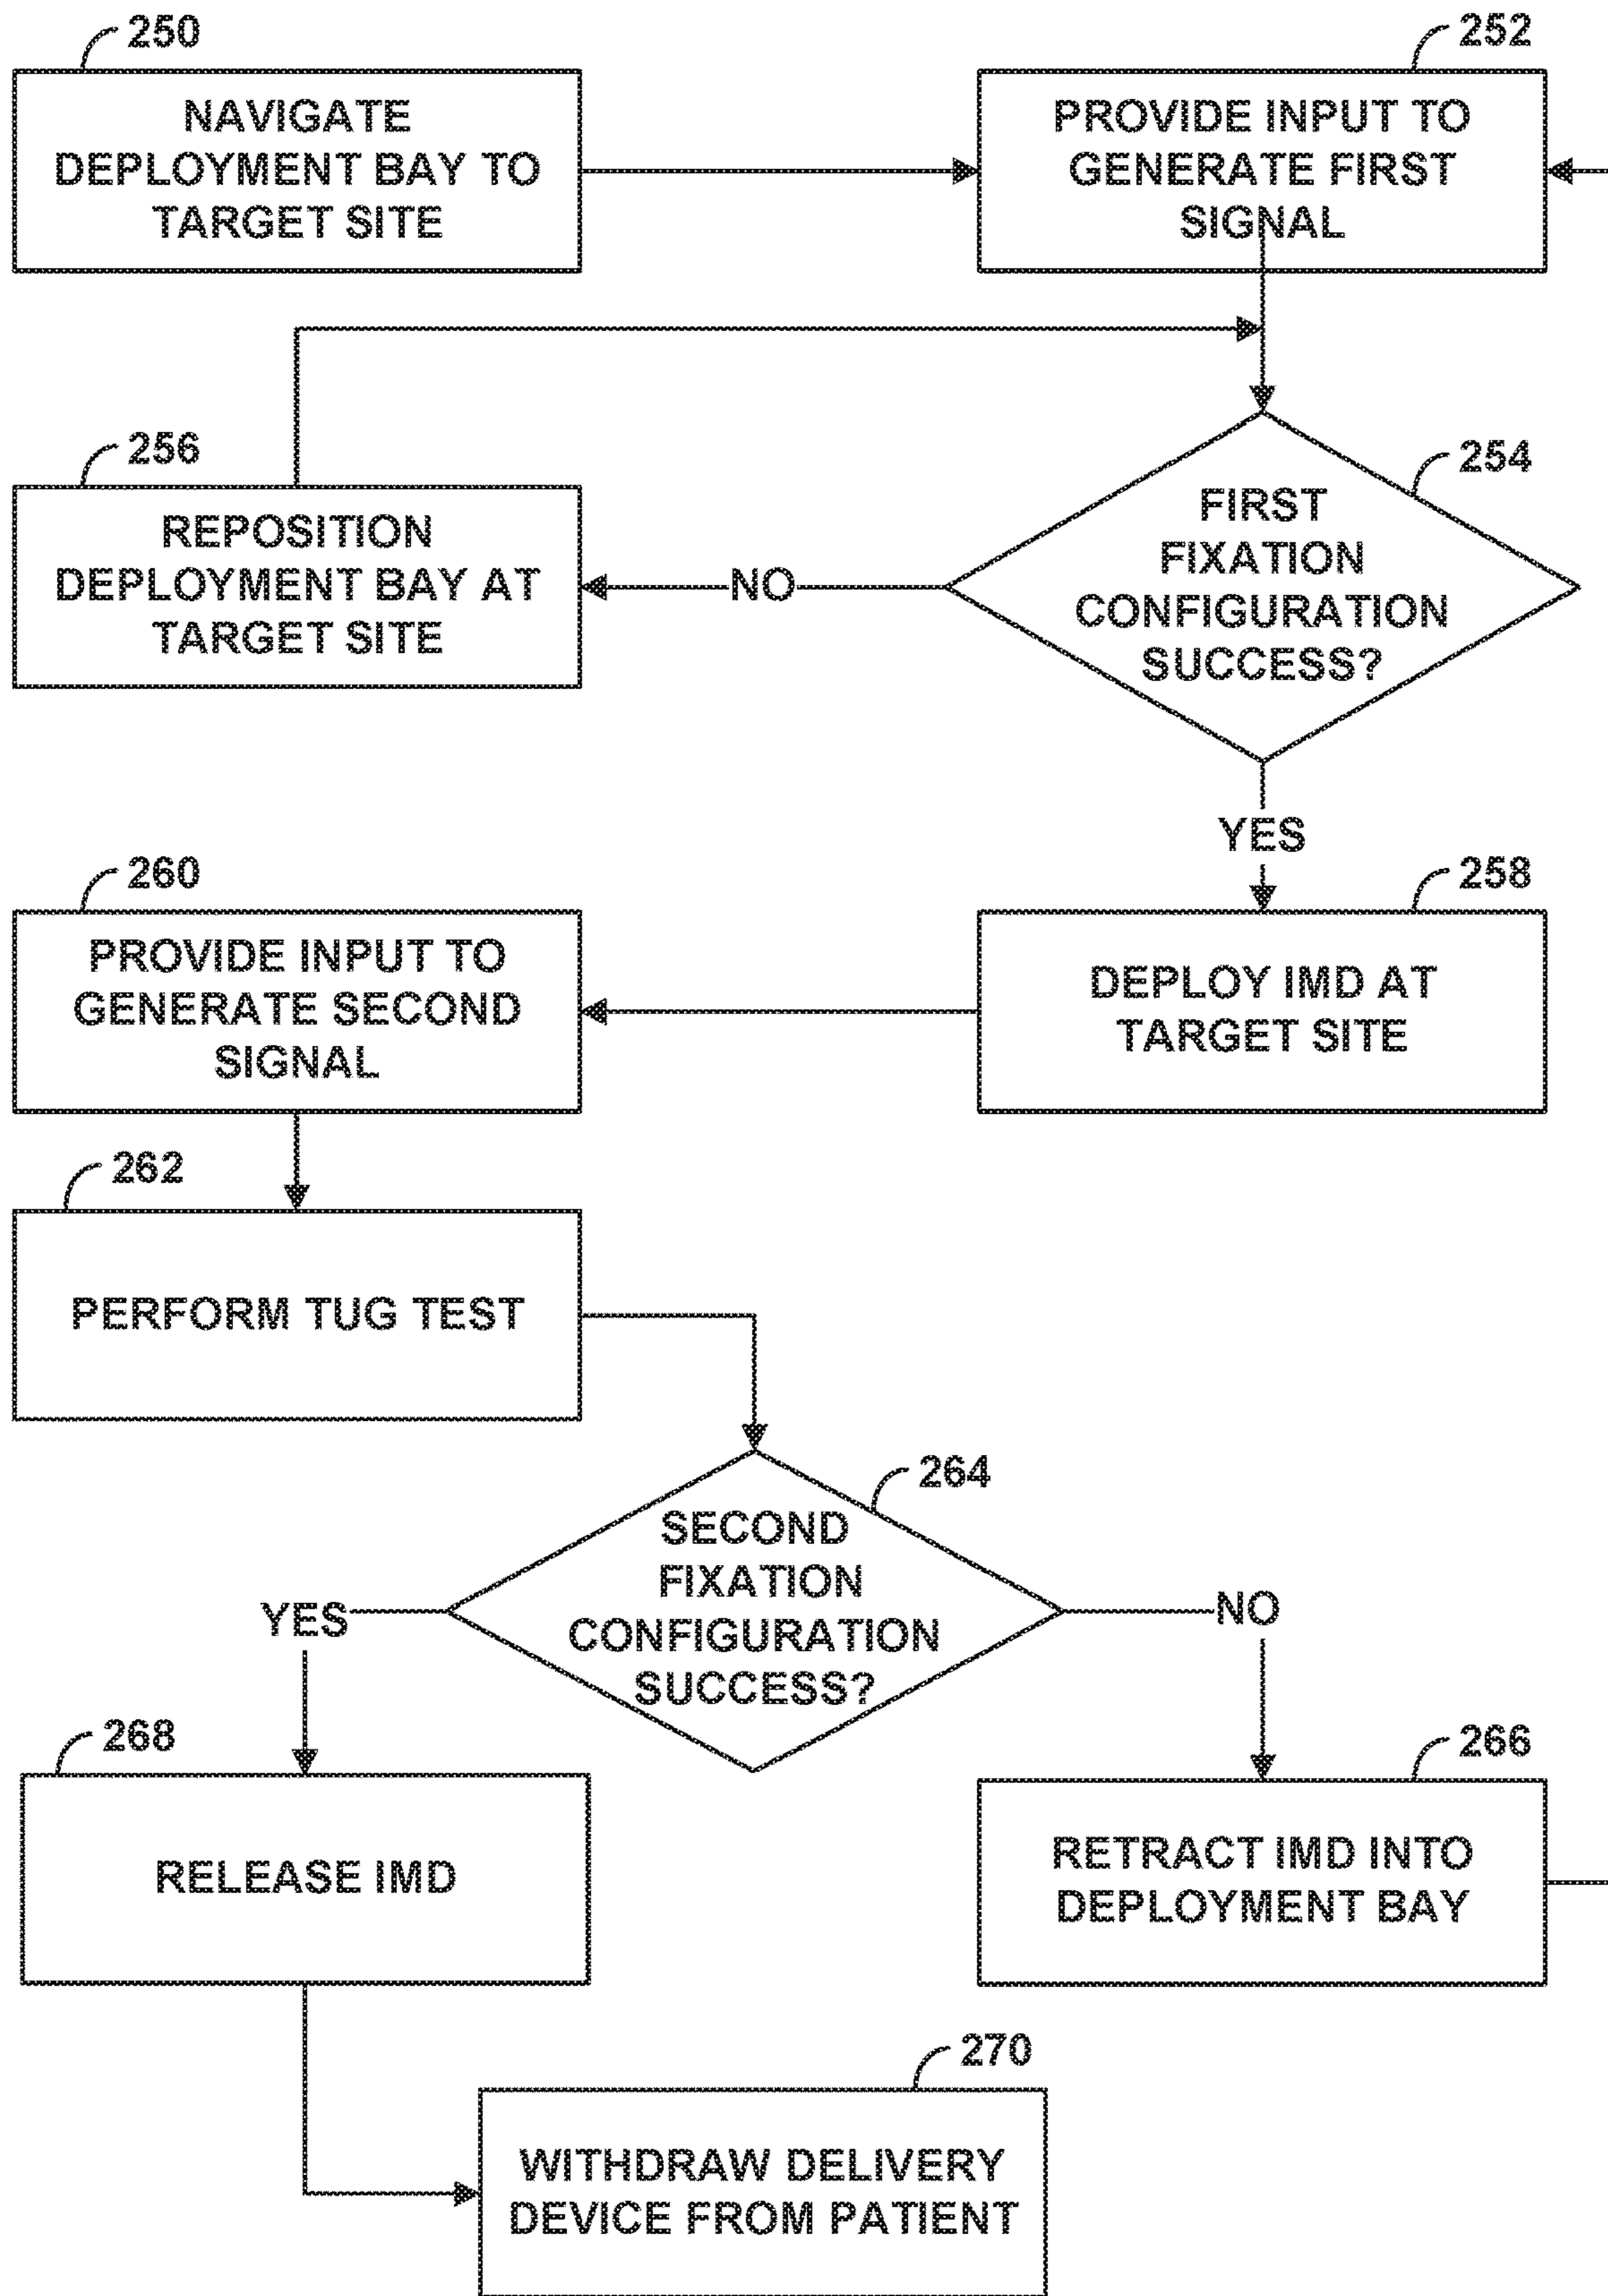 250
NAVIGATE
DEPLOYMENT BAY TO
TARGET SITE
252
PROVIDE INPUT TO
GENERATE FIRST
SIGNAL
254
FIRST
FIXATION
CONFIGURATION
SUCCESS?
NO
256
REPOSITION
DEPLOYMENT BAY AT
TARGET SITE
YES
258
DEPLOY IMD AT
TARGET SITE
260
PROVIDE INPUT TO
GENERATE SECOND
SIGNAL
262
PERFORM TUG TEST
264
SECOND
FIXATION
CONFIGURATION
SUCCESS?
YES
NO
268
RELEASE IMD
266
RETRACT IMD INTO
DEPLOYMENT BAY
270
WITHDRAW DELIVERY
DEVICE FROM PATIENT